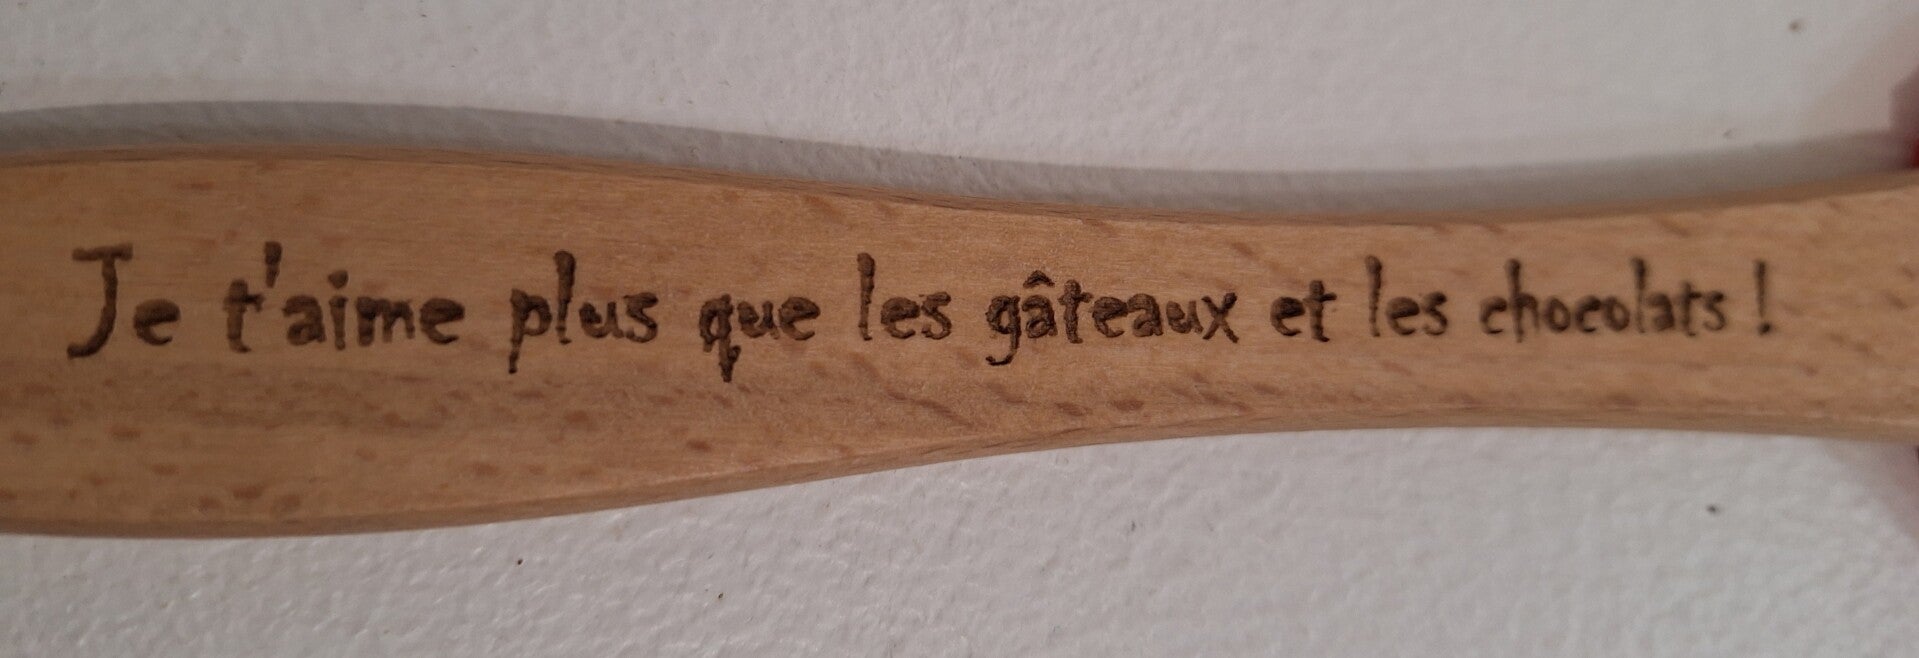 Je t'aime plus que les gâteaux et les chocolats !